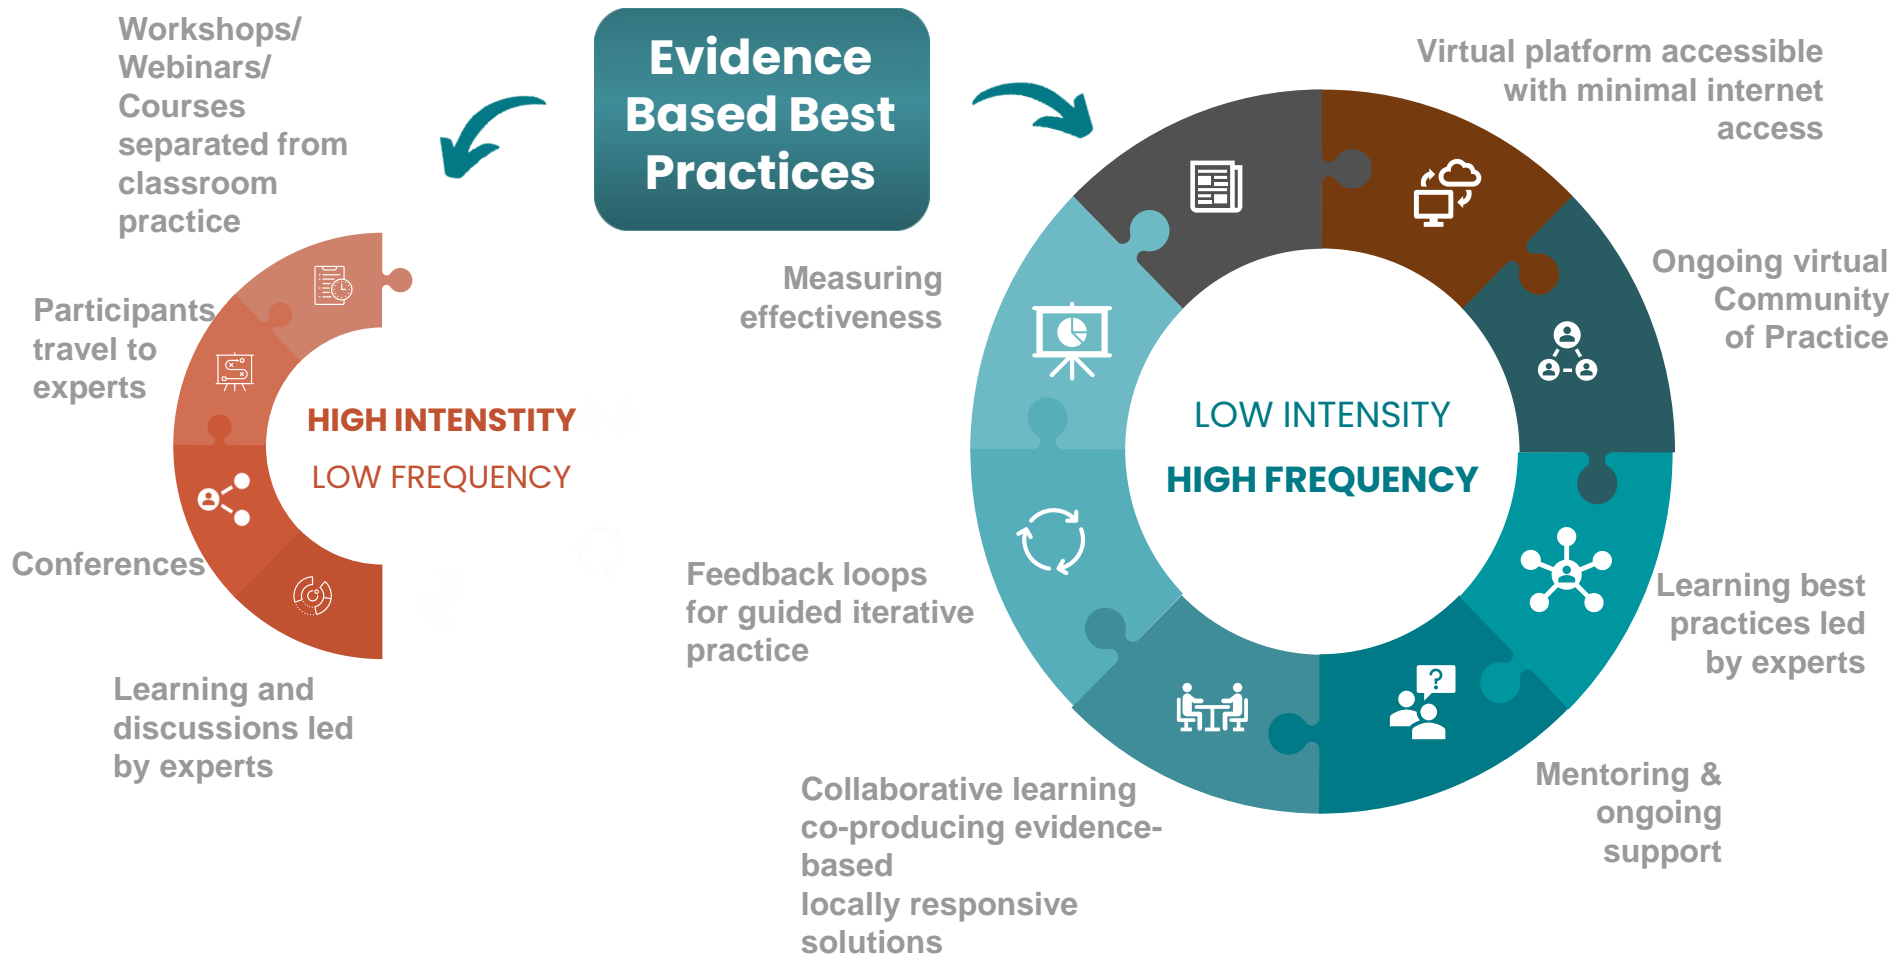 Evidence
Based Best
Practices
Workshops/
Webinars/
Courses
separated from
classroom
practice
Participants
travel to
experts
Conferences
Learning and
discussions led
by experts
HIGH INTENSTITY
LOW FREQUENCY
Virtual platform accessible
with minimal internet
access
Ongoing virtual
Community
of Practice
Learning best
practices led
by experts
Mentoring &
ongoing
support
Collaborative learning
co-producing evidence-
based
locally responsive
solutions
Feedback loops
for guided iterative
practice
Measuring
effectiveness
LOW INTENSITY
HIGH FREQUENCY
?